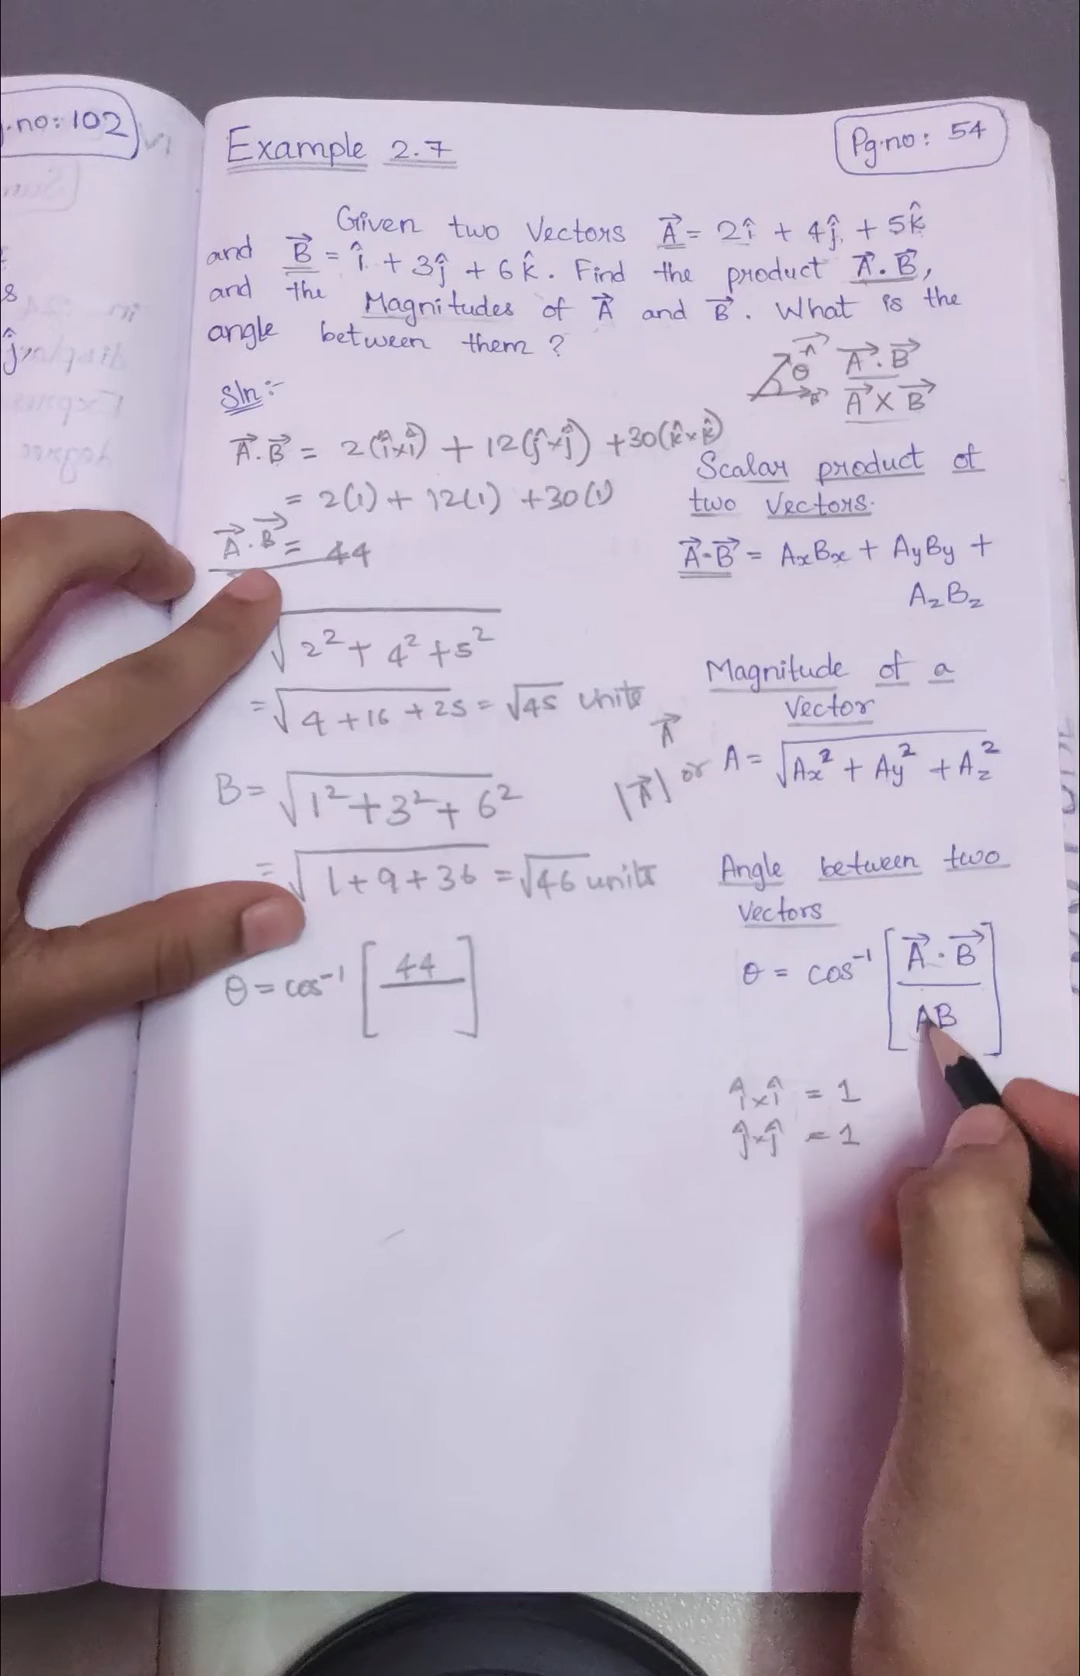 .no: 102
Example 2.7
Pg.no: 54
Given two Vectors A⃗ = 2î + 4ĵ + 5k̂
and B⃗ = î + 3ĵ + 6k̂. Find the product A⃗.B⃗,
and the Magnitudes of A⃗ and B⃗. What is the
angle between them?
Sln:-
A⃗.B⃗ = 2(î×î) + 12(ĵ×ĵ) + 30(k̂×k̂)
= 2(1) + 12(1) + 30(1)
A⃗.B⃗ = 44
√(2² + 4² + 5²)
= √(4 + 16 + 25) = √45 units
B = √(1² + 3² + 6²)
= √(1 + 9 + 36) = √46 units
θ = cos⁻¹ [44/ ]
θ A⃗ B⃗
A⃗.B⃗
A⃗ × B⃗
Scalar product of
two Vectors.
A⃗.B⃗ = AxBx + AyBy +
AzBz
Magnitude of a
Vector
A⃗
|A⃗| or A = √(Ax² + Ay² + Az²)
Angle between two
Vectors
θ = cos⁻¹ [A⃗.B⃗/AB]
î×î = 1
ĵ×ĵ = 1